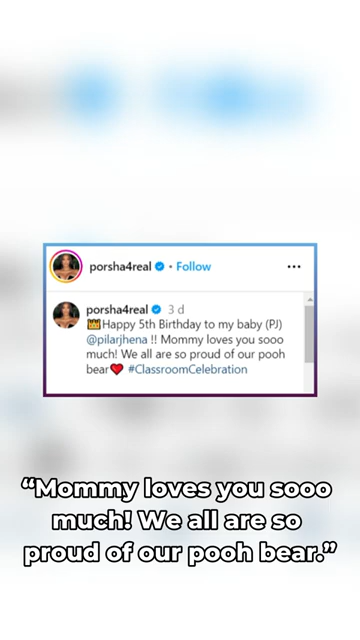 porsha4real • Follow •••
porsha4real 3 d
Happy 5th Birthday to my baby (PJ)
@pilarjhena !! Mommy loves you sooo
much! We all are so proud of our pooh
bear❤️ #ClassroomCelebration
“Mommy loves you sooo
much! We all are so
proud of our pooh bear.”